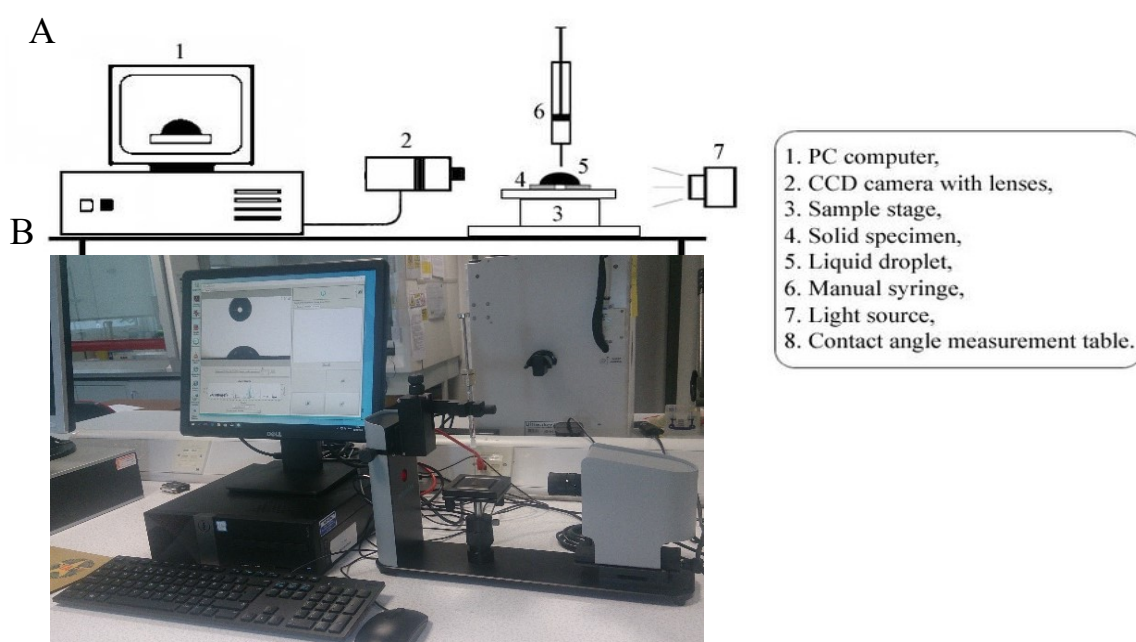 A
1
2
3
4
5
6
7
1. PC computer,
2. CCD camera with lenses,
3. Sample stage,
4. Solid specimen,
5. Liquid droplet,
6. Manual syringe,
7. Light source,
8. Contact angle measurement table.
B
DELL